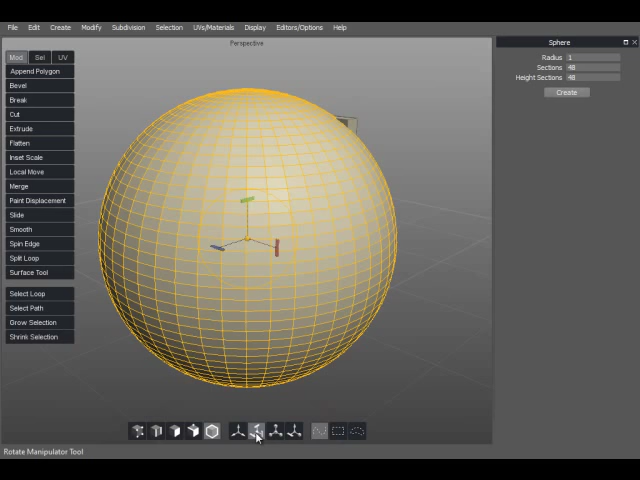 File Edit Create Modify Subdivision Selection UVs/Materials Display Editors/Options Help
Perspective
Sphere
Mod Sel UV
Append Polygon
Bevel
Break
Cut
Extrude
Flatten
Inset Scale
Local Move
Merge
Paint Displacement
Slide
Smooth
Spin Edge
Split Loop
Surface Tool
Select Loop
Select Path
Grow Selection
Shrink Selection
Radius 1
Sections 48
Height Sections 48
Create
Rotate Manipulator Tool